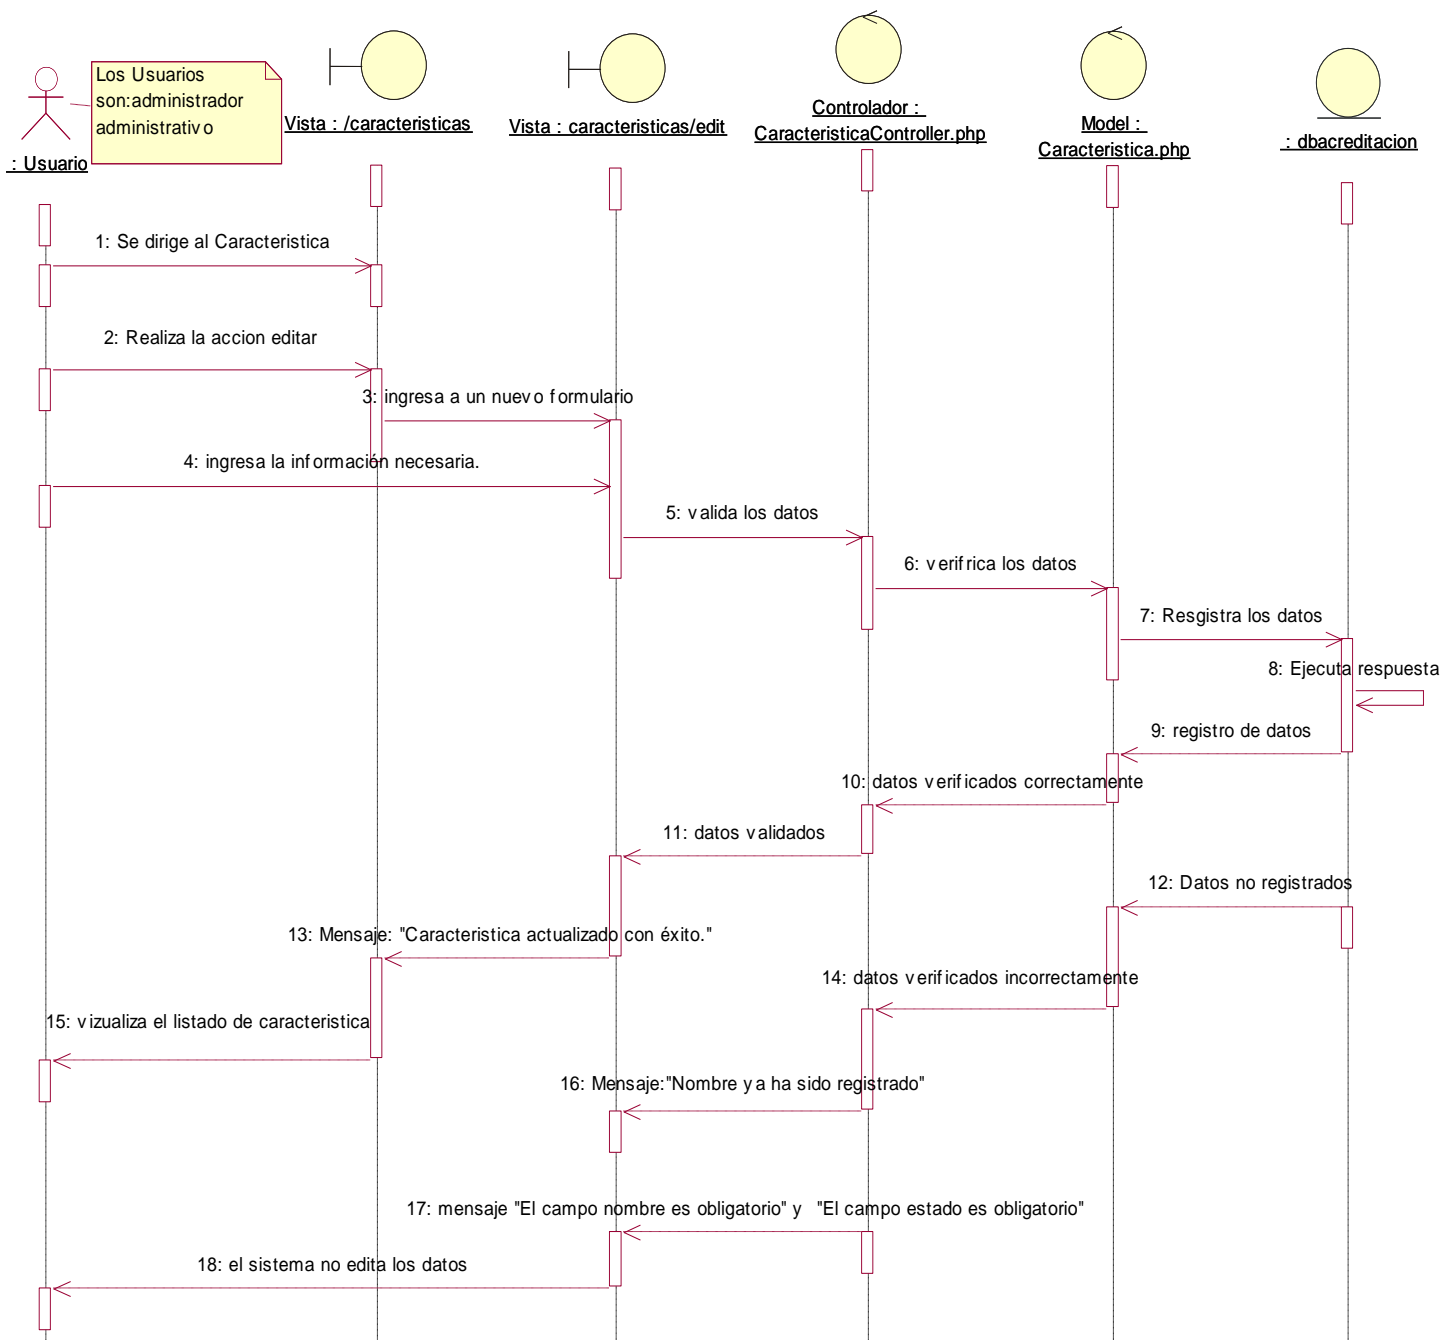 Los Usuarios
son:administrador
administrativo
: Usuario
Vista : /caracteristicas
Vista : caracteristicas/edit
Controlador :
CaracteristicaController.php
Model :
Caracteristica.php
: dbacreditacion
1: Se dirige al Caracteristica
2: Realiza la accion editar
3: ingresa a un nuevo formulario
4: ingresa la información necesaria.
5: valida los datos
6: verifrica los datos
7: Resgistra los datos
8: Ejecuta respuesta
9: registro de datos
10: datos verificados correctamente
11: datos validados
12: Datos no registrados
13: Mensaje: "Caracteristica actualizado con éxito."
14: datos verificados incorrectamente
15: vizualiza el listado de caracteristica
16: Mensaje:"Nombre ya ha sido registrado"
17: mensaje "El campo nombre es obligatorio" y "El campo estado es obligatorio"
18: el sistema no edita los datos